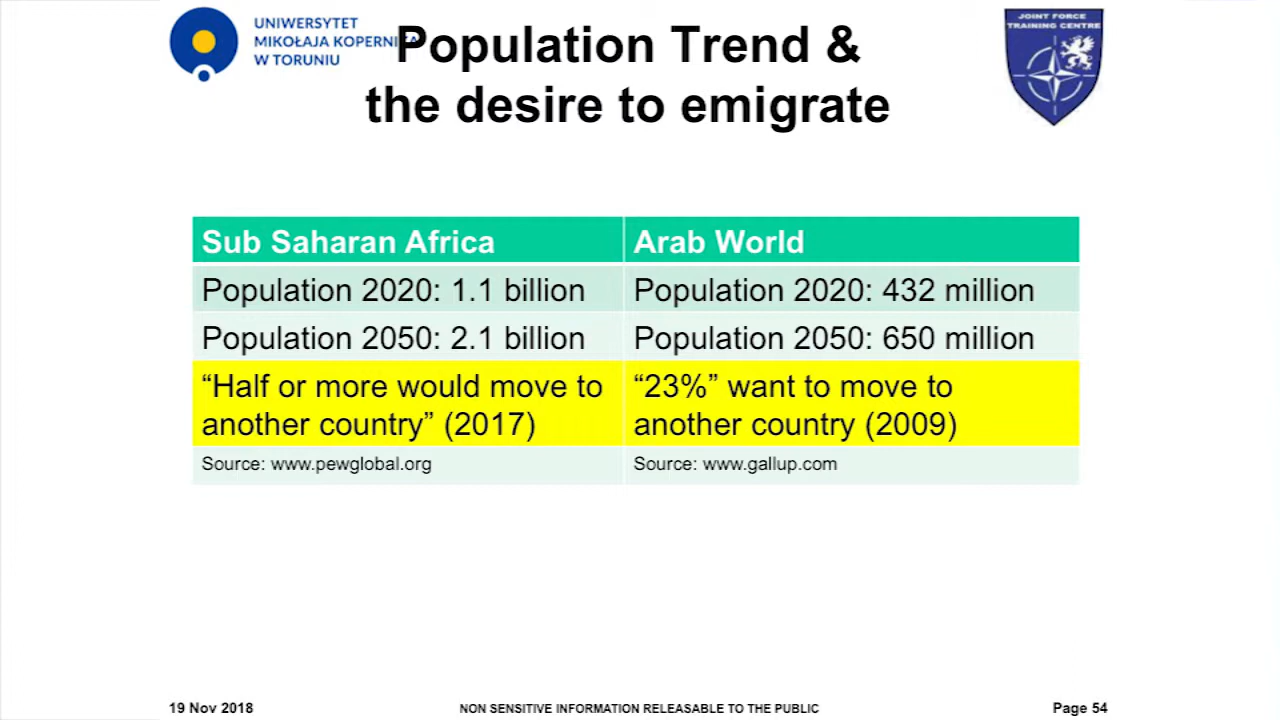 UNIWERSYTET
MIKOŁAJA KOPERNIKA
W TORUNIU
Population Trend &
the desire to emigrate
JOINT FORCE
TRAINING CENTRE
Sub Saharan Africa
Arab World
Population 2020: 1.1 billion
Population 2020: 432 million
Population 2050: 2.1 billion
Population 2050: 650 million
“Half or more would move to
another country” (2017)
“23%” want to move to
another country (2009)
Source: www.pewglobal.org
Source: www.gallup.com
19 Nov 2018
NON SENSITIVE INFORMATION RELEASABLE TO THE PUBLIC
Page 54